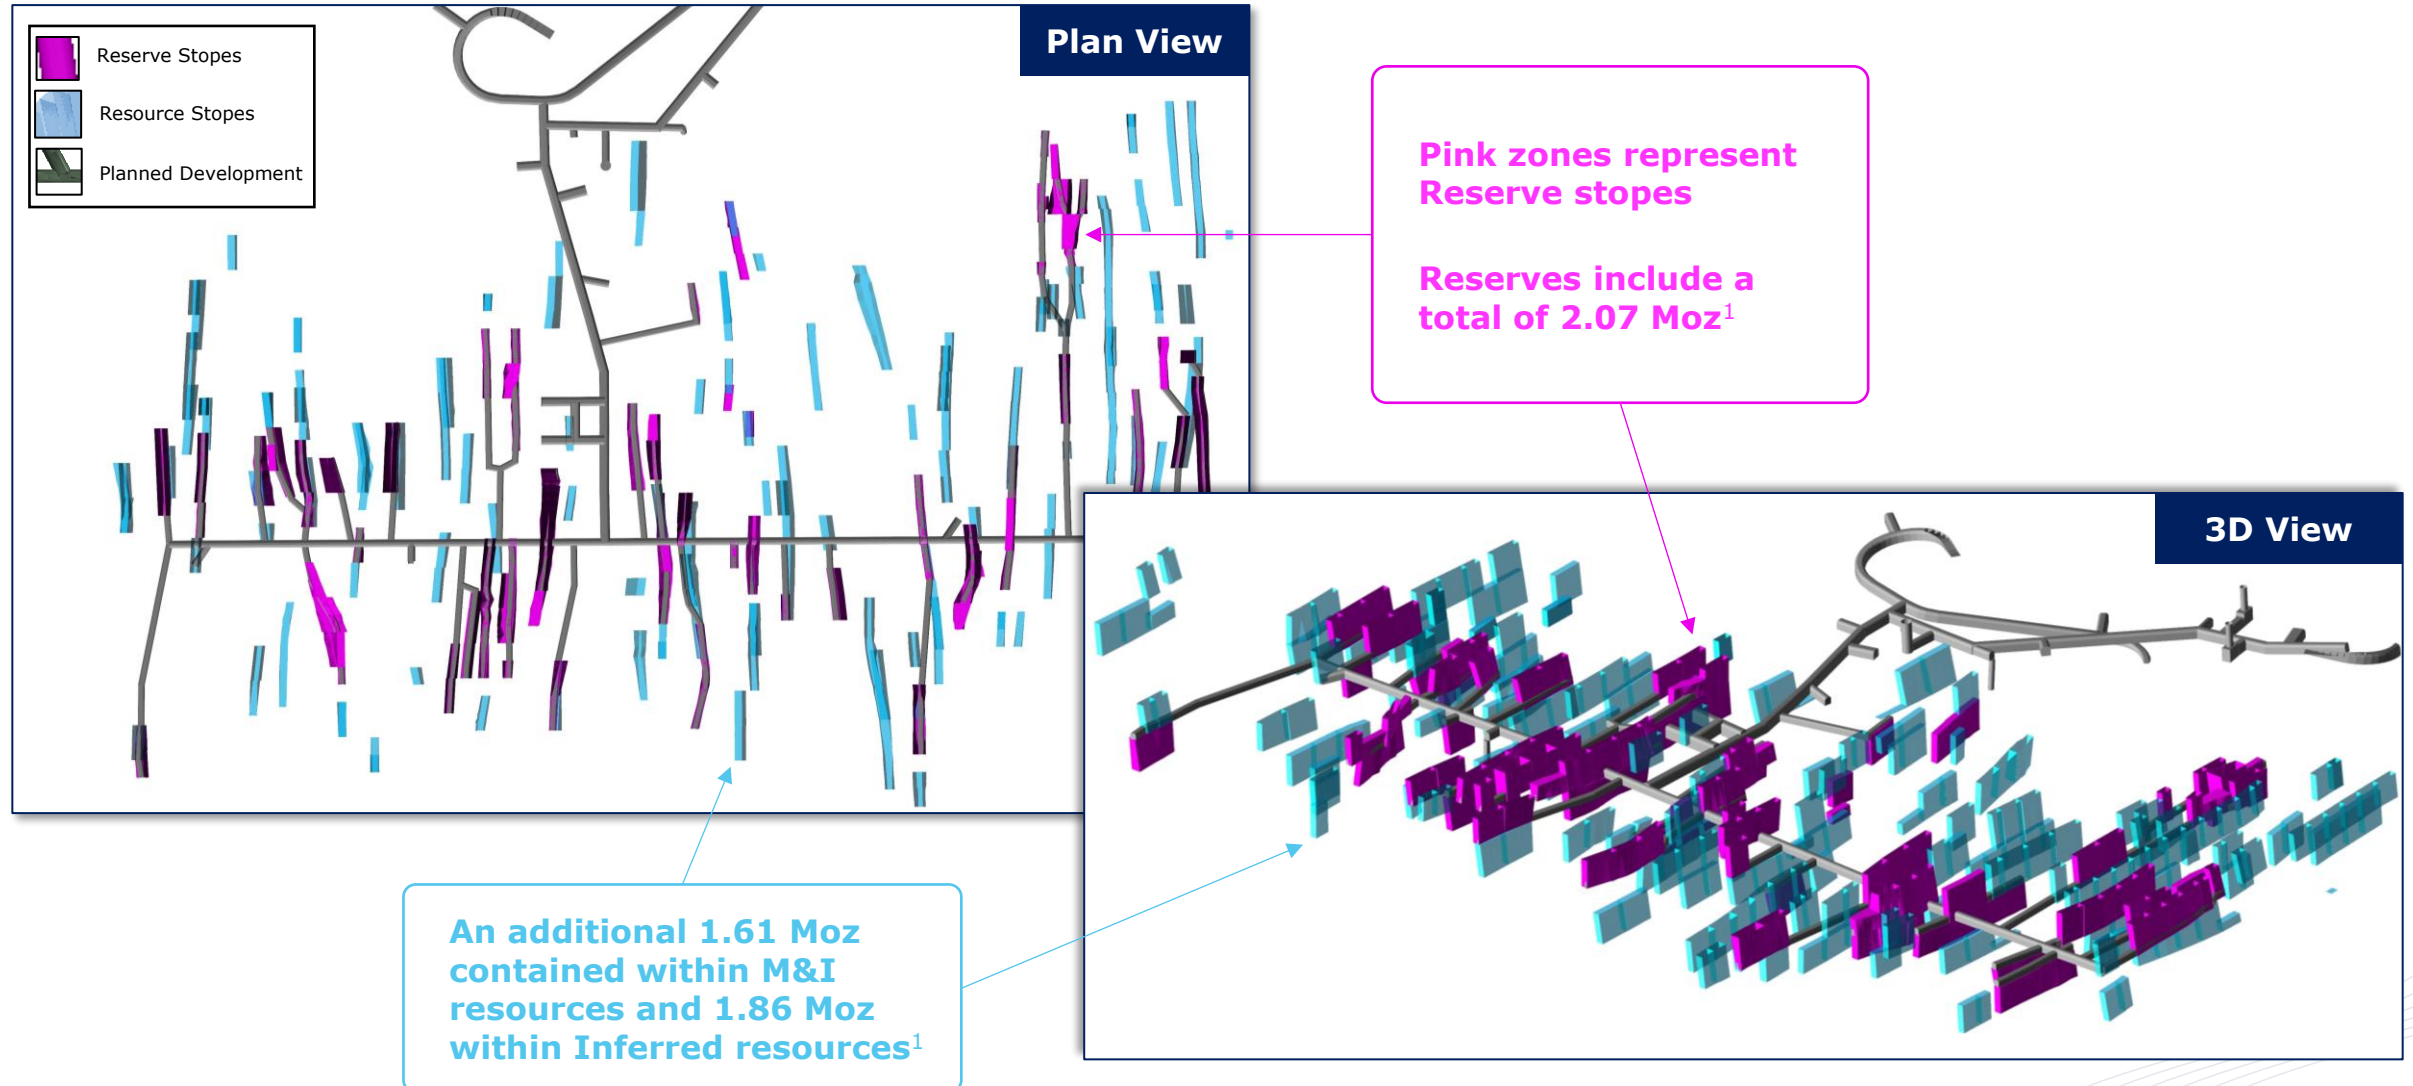 Plan View
Reserve Stopes
Resource Stopes
Planned Development
Pink zones represent
Reserve stopes
Reserves include a
total of 2.07 Moz1
3D View
An additional 1.61 Moz
contained within M&I
resources and 1.86 Moz
within Inferred resources1